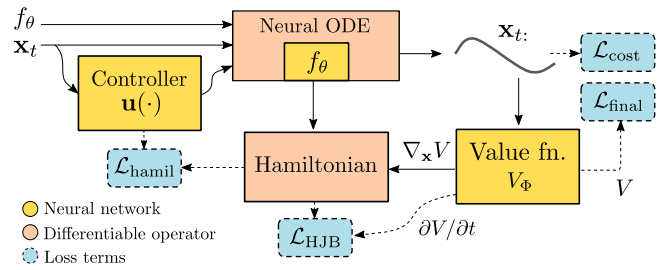 f_θ
x_t
Neural ODE
f_θ
x_{t:}
L_cost
Controller
u(·)
L_final
L_hamil
Hamiltonian
∇_x V
Value fn.
V_Φ
V
L_HJB
∂V/∂t
Neural network
Differentiable operator
Loss terms